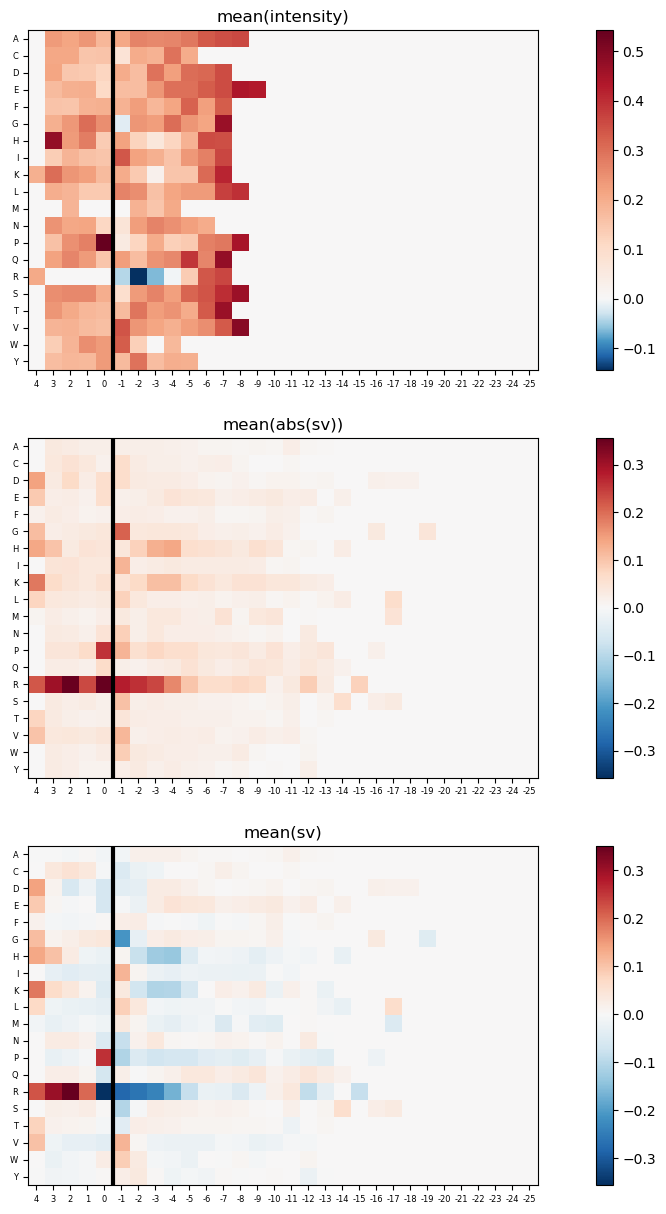 mean(intensity)
A
C
D
E
F
G
H
I
K
L
M
N
P
Q
R
S
T
V
W
Y
4 3 2 1 0 -1 -2 -3 -4 -5 -6 -7 -8 -9 -10 -11 -12 -13 -14 -15 -16 -17 -18 -19 -20 -21 -22 -23 -24 -25
0.5
0.4
0.3
0.2
0.1
0.0
−0.1
mean(abs(sv))
A
C
D
E
F
G
H
I
K
L
M
N
P
Q
R
S
T
V
W
Y
4 3 2 1 0 -1 -2 -3 -4 -5 -6 -7 -8 -9 -10 -11 -12 -13 -14 -15 -16 -17 -18 -19 -20 -21 -22 -23 -24 -25
0.3
0.2
0.1
0.0
−0.1
−0.2
−0.3
mean(sv)
A
C
D
E
F
G
H
I
K
L
M
N
P
Q
R
S
T
V
W
Y
4 3 2 1 0 -1 -2 -3 -4 -5 -6 -7 -8 -9 -10 -11 -12 -13 -14 -15 -16 -17 -18 -19 -20 -21 -22 -23 -24 -25
0.3
0.2
0.1
0.0
−0.1
−0.2
−0.3